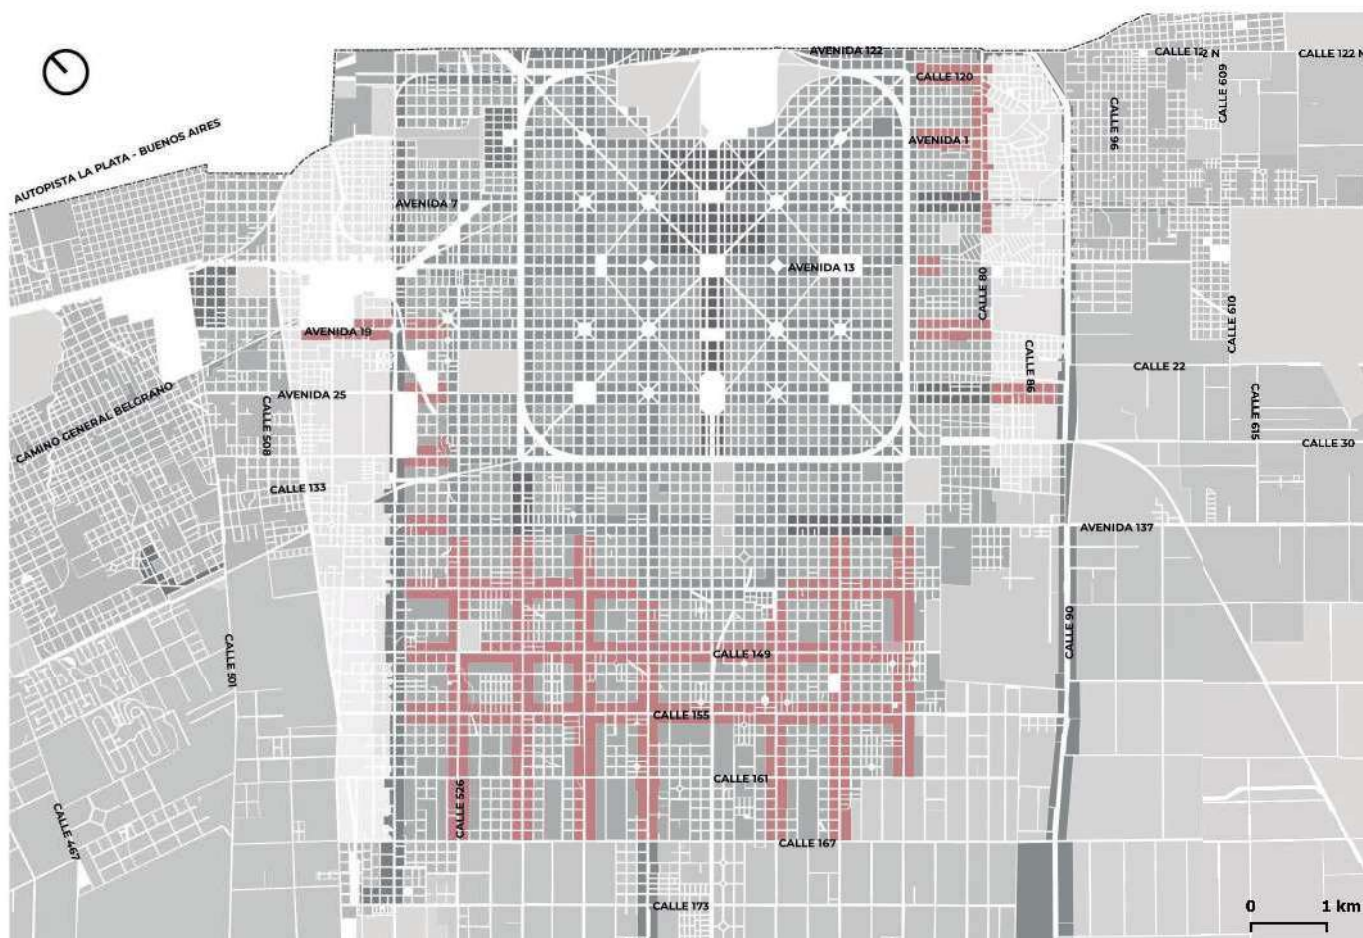 AVENIDA 122
CALLE 122 N
CALLE 122 N
CALLE 120
CALLE 609
CALLE 96
AUTOPISTA LA PLATA - BUENOS AIRES
AVENIDA 1
AVENIDA 7
AVENIDA 13
CALLE 80
CALLE 610
AVENIDA 19
CALLE 22
CALLE 86
AVENIDA 25
CAMINO GENERAL BELGRANO
CALLE 508
CALLE 615
CALLE 30
CALLE 133
AVENIDA 137
CALLE 90
CALLE 149
CALLE 501
CALLE 155
CALLE 161
CALLE 526
CALLE 467
CALLE 167
CALLE 173
0 1 km